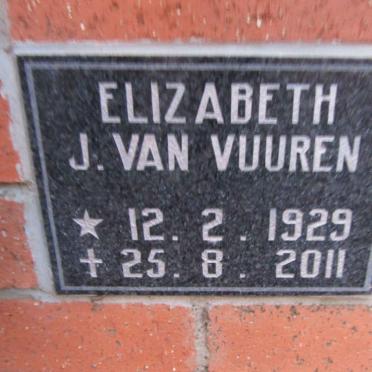 ELIZABETH
J. VAN VUUREN
★ 12. 2. 1929
✝ 25. 8. 2011